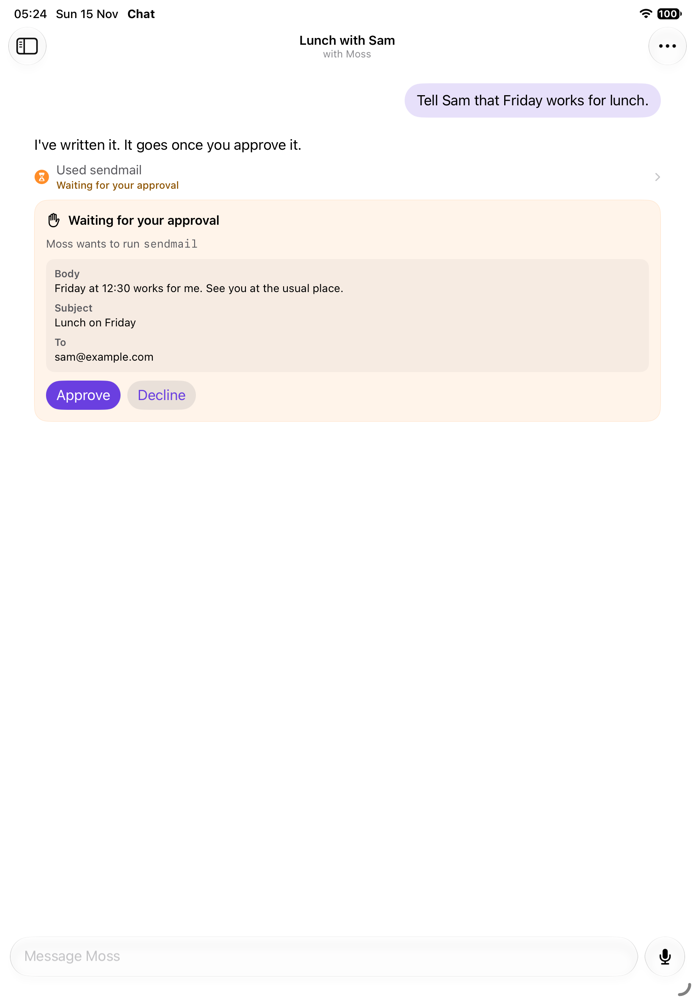 05:24 Sun 15 Nov Chat
100
Lunch with Sam
with Moss
Tell Sam that Friday works for lunch.
I've written it. It goes once you approve it.
Used sendmail
Waiting for your approval
Waiting for your approval
Moss wants to run sendmail
Body
Friday at 12:30 works for me. See you at the usual place.
Subject
Lunch on Friday
To
sam@example.com
Approve
Decline
Message Moss